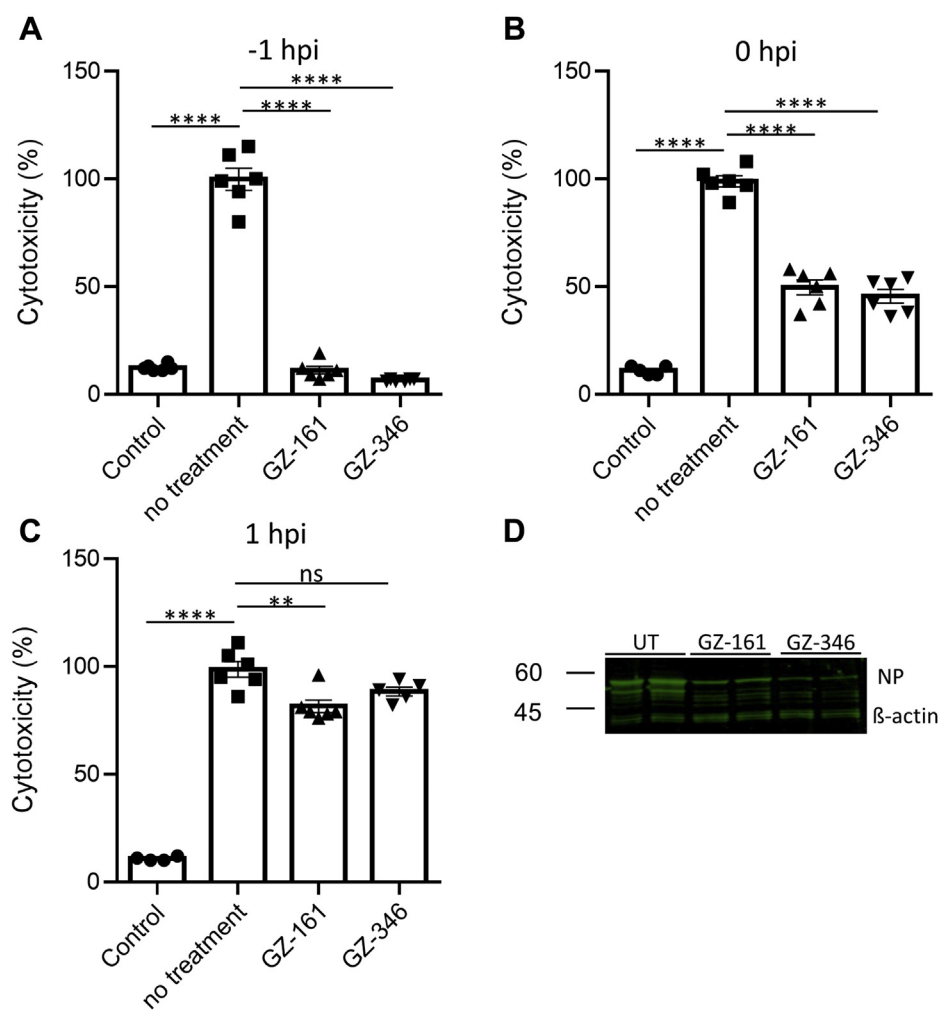 A
-1 hpi
Cytotoxicity (%)
150
100
50
0
****
****
****
Control
no treatment
GZ-161
GZ-346
B
0 hpi
Cytotoxicity (%)
150
100
50
0
****
****
****
Control
no treatment
GZ-161
GZ-346
C
1 hpi
Cytotoxicity (%)
150
100
50
0
ns
**
****
Control
no treatment
GZ-161
GZ-346
D
UT GZ-161 GZ-346
60
NP
45
ß-actin